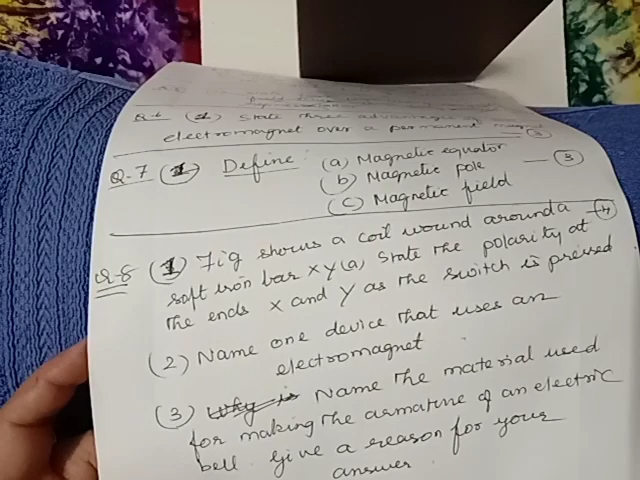 Q.6 (1) State three advantages of
electromagnet over a permanent
Q.7 (1) Define (a) Magnetic equator
(b) Magnetic Pole — (3)
(c) Magnetic field
Q.8 (1) Fig shows a coil wound around a — (4)
soft iron bar XY (a) State the polarity at
the ends X and Y as the switch is pressed
(2) Name one device that uses an
electromagnet
(3) Why is Name the material used
for making the armature of an electric
bell. Give a reason for your
answer.